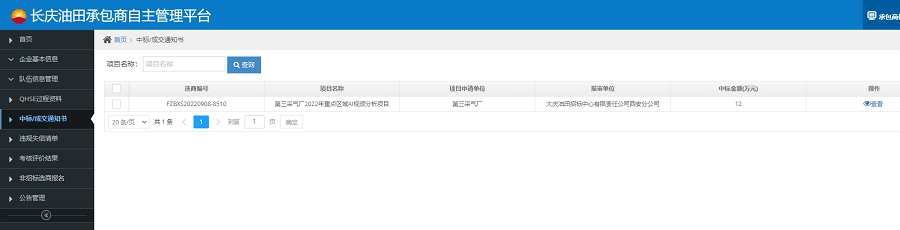 长庆油田承包商自主管理平台
承包商
首页
企业基本信息
队伍信息管理
QHSE过程资料
中标/成交通知书
违规失信清单
考核评价结果
非招标选商报名
公告管理
首页 › 中标/成交通知书
项目名称： 项目名称 查询
选商编号 项目名称 项目申请单位 报审单位 中标金额(万元) 操作
FZBXS20220908-8510 第三采气厂2022年重点区域AI视频分析项目 第三采气厂 大庆油田招标中心有限责任公司西安分公司 12 查看
20 条/页 共 1 条 1 到第 1 页 确定